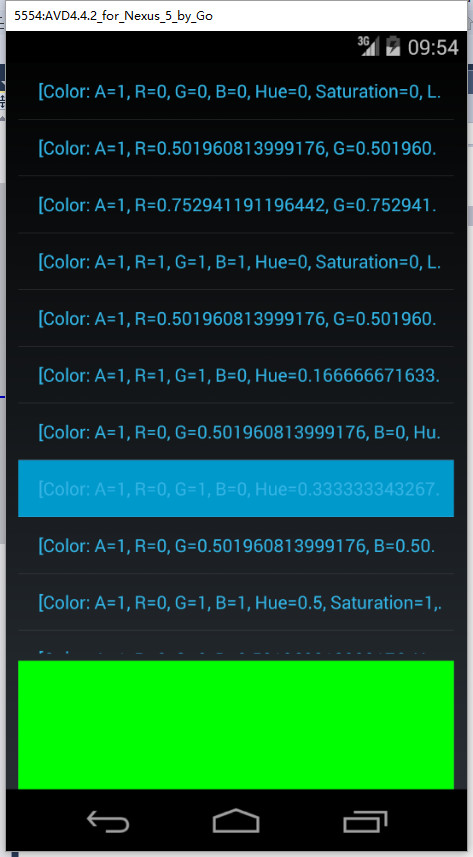 5554:AVD4.4.2_for_Nexus_5_by_Go
3G 09:54
[Color: A=1, R=0, G=0, B=0, Hue=0, Saturation=0, L.
[Color: A=1, R=0.501960813999176, G=0.501960.
[Color: A=1, R=0.752941191196442, G=0.752941.
[Color: A=1, R=1, G=1, B=1, Hue=0, Saturation=0, L.
[Color: A=1, R=0.501960813999176, G=0.501960.
[Color: A=1, R=1, G=1, B=0, Hue=0.166666671633.
[Color: A=1, R=0, G=0.501960813999176, B=0, Hu.
[Color: A=1, R=0, G=1, B=0, Hue=0.333333343267.
[Color: A=1, R=0, G=0.501960813999176, B=0.50.
[Color: A=1, R=0, G=1, B=1, Hue=0.5, Saturation=1,.